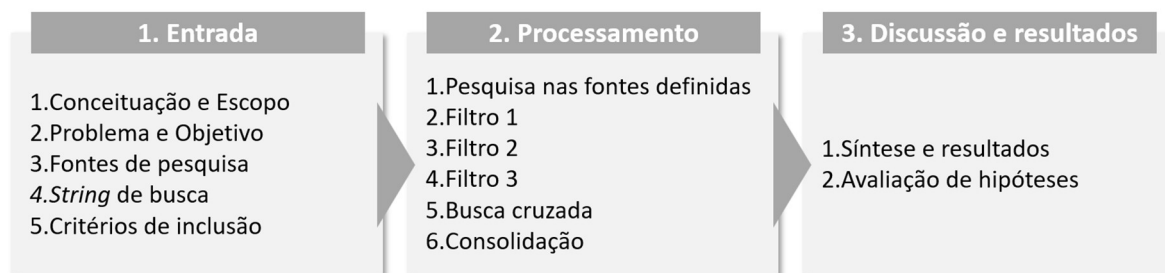 1. Entrada
1.Conceituação e Escopo
2.Problema e Objetivo
3.Fontes de pesquisa
4.String de busca
5.Critérios de inclusão
2. Processamento
1.Pesquisa nas fontes definidas
2.Filtro 1
3.Filtro 2
4.Filtro 3
5.Busca cruzada
6.Consolidação
3. Discussão e resultados
1.Síntese e resultados
2.Avaliação de hipóteses